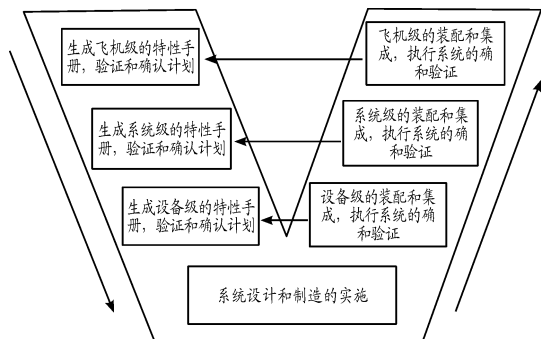 生成飞机级的特性手
册，验证和确认计划
飞机级的装配和集
成，执行系统的确
和验证
生成系统级的特性手
册，验证和确认计划
系统级的装配和集
成，执行系统的确
和验证
生成设备级的特性手
册，验证和确认计划
设备级的装配和集
成，执行系统的确
和验证
系统设计和制造的实施